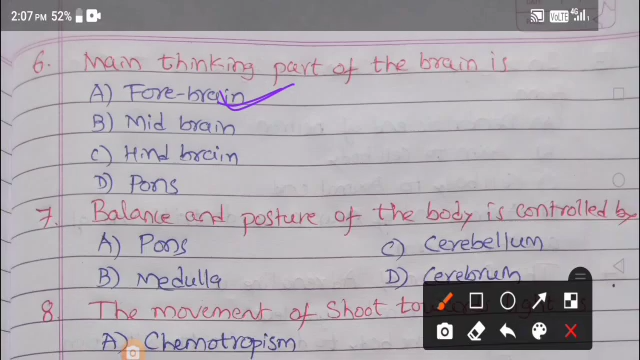 2:07 PM 52%
VOLTE 4G
6. Main thinking part of the brain is
A) Fore-brain
B) Mid brain
C) Hind brain
D) Pons
7. Balance and posture of the body is controlled by
A) Pons C) Cerebellum
B) Medulla D) Cerebrum
8. The movement of Shoot
A) Chemotropism